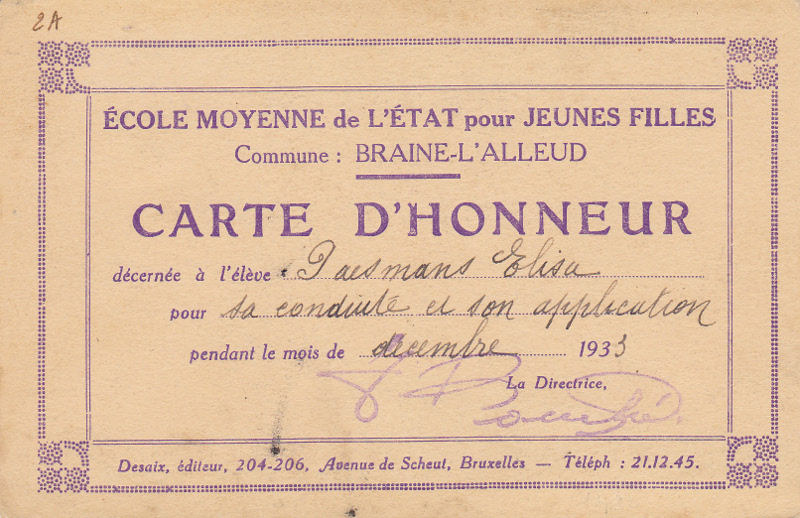 2A
ÉCOLE MOYENNE de L'ÉTAT pour JEUNES FILLES
Commune : BRAINE-L'ALLEUD
CARTE D'HONNEUR
décernée à l'élève Paesmans Elisa
pour sa conduite et son application
pendant le mois de décembre 1933
La Directrice,
Desaix, éditeur, 204-206, Avenue de Scheut, Bruxelles — Téléph : 21.12.45.